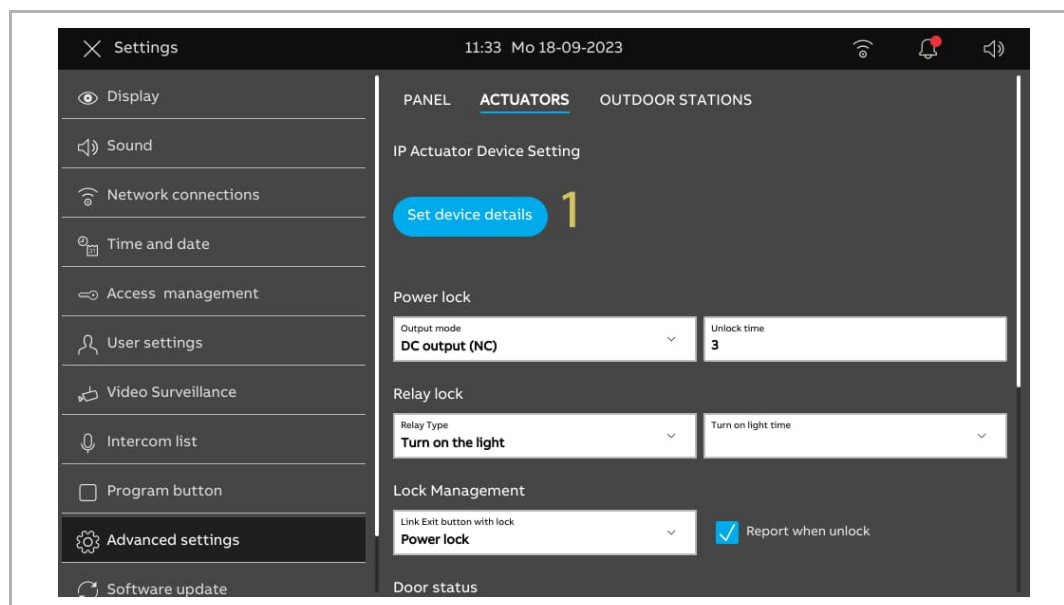 Settings
11:33 Mo 18-09-2023
Display
Sound
Network connections
Time and date
Access management
User settings
Video Surveillance
Intercom list
Program button
Advanced settings
Software update
PANEL ACTUATORS OUTDOOR STATIONS
IP Actuator Device Setting
Set device details
1
Power lock
Output mode
DC output (NC)
Unlock time
3
Relay lock
Relay Type
Turn on the light
Turn on light time
Lock Management
Link Exit button with lock
Power lock
Report when unlock
Door status